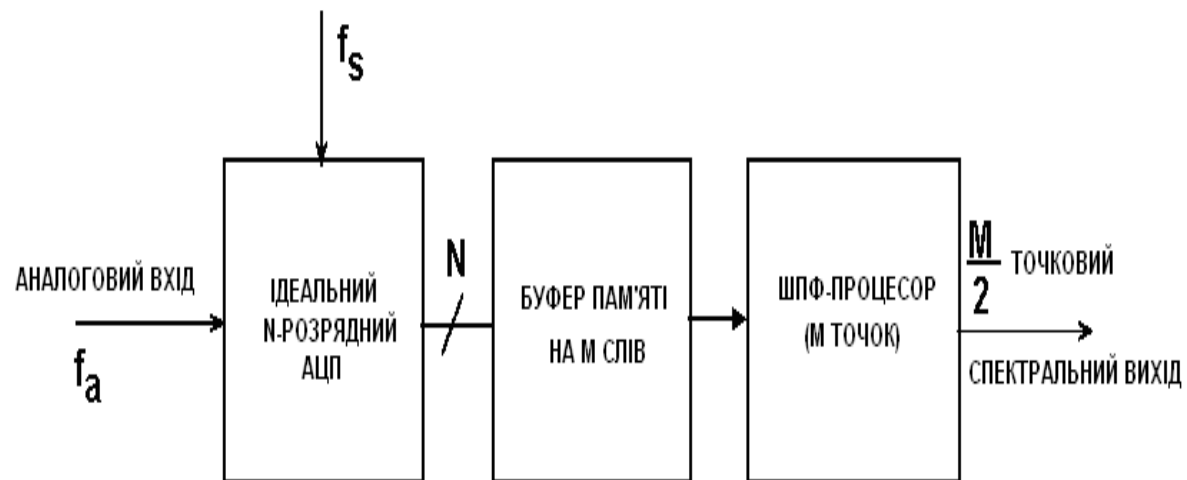 fs
АНАЛОГОВИЙ ВХІД
fa
ІДЕАЛЬНИЙ
N-РОЗРЯДНИЙ
АЦП
N
БУФЕР ПАМ'ЯТІ
НА М СЛІВ
ШПФ-ПРОЦЕСОР
(М ТОЧОК)
M
2
ТОЧКОВИЙ
СПЕКТРАЛЬНИЙ ВИХІД